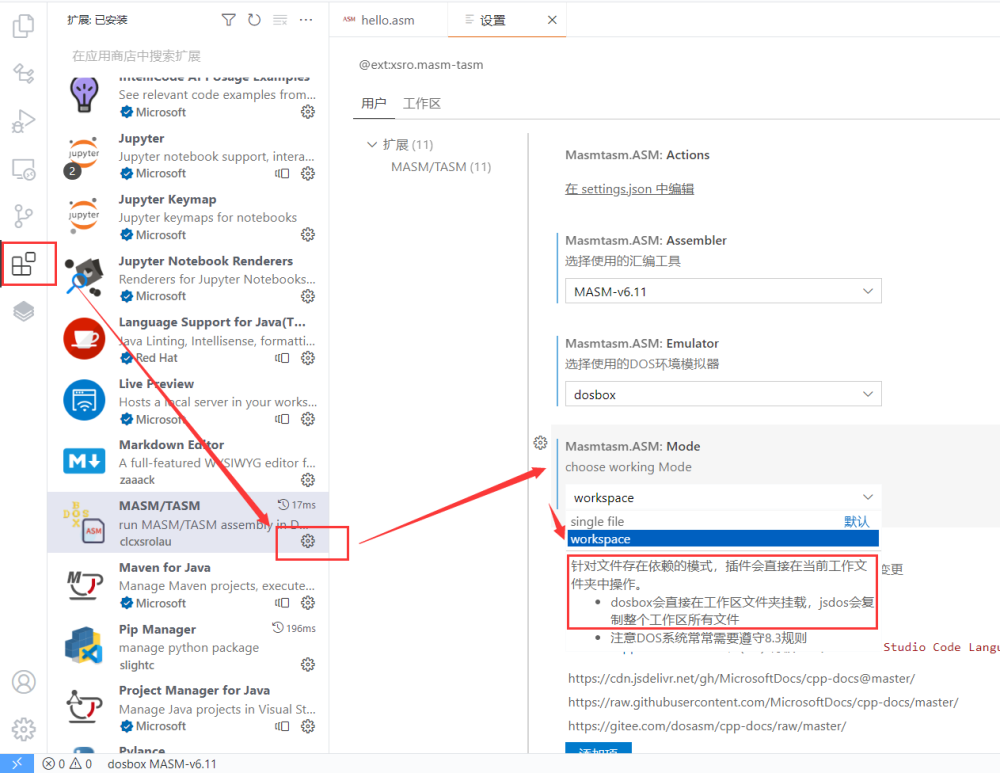 扩展: 已安装
在应用商店中搜索扩展
IntelliCode API Usage Examples
See relevant code examples from...
Microsoft
Jupyter
Jupyter notebook support, intera...
Microsoft
jupyter
2
Jupyter Keymap
Jupyter keymaps for notebooks
Microsoft
jupyter
Jupyter Notebook Renderers
Renderers for Jupyter Notebooks...
Microsoft
Language Support for Java(T...
Java Linting, Intellisense, formatti...
Red Hat
Live Preview
Hosts a local server in your works...
Microsoft
Markdown Editor
A full-featured WYSIWYG editor f...
zaaack
M
MASM/TASM
17ms
run MASM/TASM assembly in D...
clcxsrolau
DOS
BOX
ASM
Maven for Java
Manage Maven projects, execute...
Microsoft
Pip Manager
196ms
manage python package
slightc
Project Manager for Java
Manage Java projects in Visual St...
Microsoft
Pylance
ASM hello.asm
设置
@ext:xsro.masm-tasm
用户 工作区
扩展 (11)
MASM/TASM (11)
Masmtasm.ASM: Actions
在 settings.json 中编辑
Masmtasm.ASM: Assembler
选择使用的汇编工具
MASM-v6.11
Masmtasm.ASM: Emulator
选择使用的DOS环境模拟器
dosbox
Masmtasm.ASM: Mode
choose working Mode
workspace
single file 默认
workspace
针对文件存在依赖的模式，插件会直接在当前工作文
件夹中操作。
变更
• dosbox会直接在工作区文件夹挂载，jsdos会复
制整个工作区所有文件
• 注意DOS系统常常需要遵守8.3规则
Studio Code Langu
https://cdn.jsdelivr.net/gh/MicrosoftDocs/cpp-docs@master/
https://raw.githubusercontent.com/MicrosoftDocs/cpp-docs/master/
https://gitee.com/dosasm/cpp-docs/raw/master/
添加项
0 0 dosbox MASM-v6.11